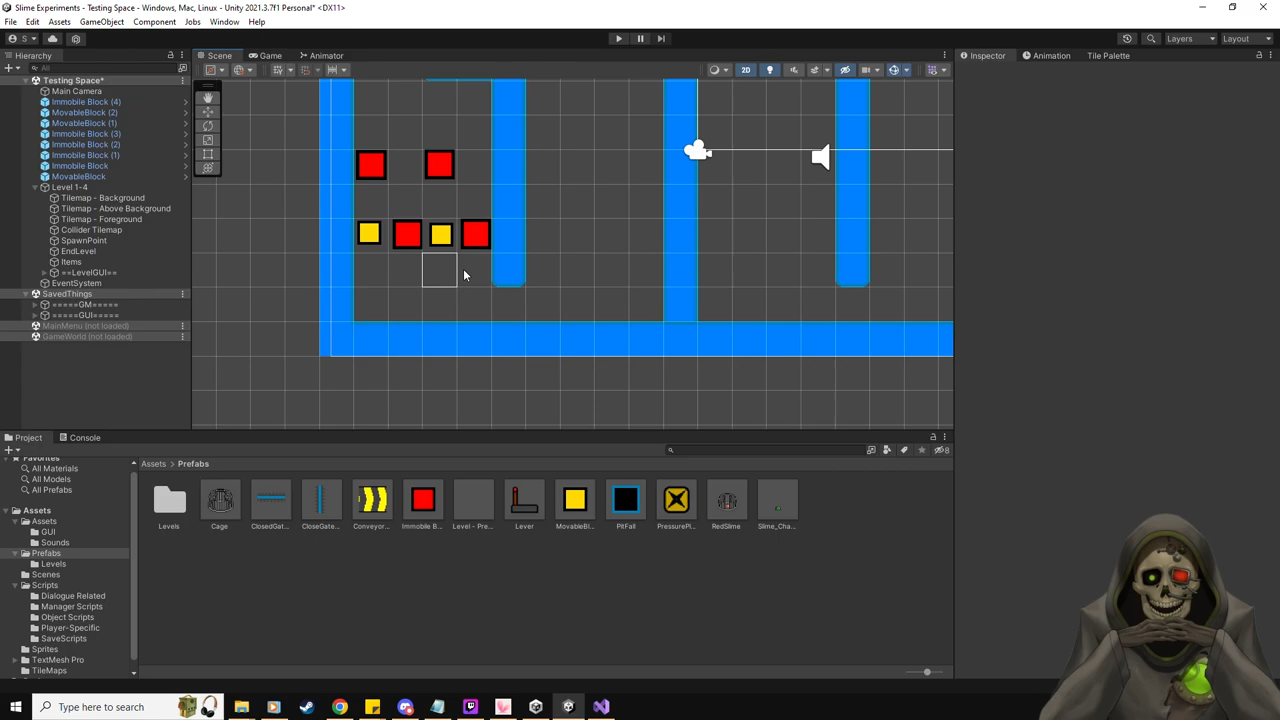 Slime Experiments - Testing Space - Windows, Mac, Linux - Unity 2021.3.7f1 Personal* <DX11>
File Edit Assets GameObject Component Jobs Window Help
S Layers Layout
Hierarchy Scene Game Animator Inspector Animation Tile Palette
All 2D
Testing Space*
Main Camera
Immobile Block (4)
MovableBlock (2)
MovableBlock (1)
Immobile Block (3)
Immobile Block (2)
Immobile Block (1)
Immobile Block
MovableBlock
Level 1-4
Tilemap - Background
Tilemap - Above Background
Tilemap - Foreground
Collider Tilemap
SpawnPoint
EndLevel
Items
==LevelGUI==
EventSystem
SavedThings
=====GM=====
=====GUI=====
MainMenu (not loaded)
GameWorld (not loaded)
Project Console
8
Favorites
All Materials
All Models
All Prefabs
Assets
Assets
GUI
Sounds
Prefabs
Levels
Scenes
Scripts
Dialogue Related
Manager Scripts
Object Scripts
Player-Specific
SaveScripts
Sprites
TextMesh Pro
TileMaps
Assets > Prefabs
Levels Cage ClosedGat... CloseGate... Conveyor... Immobile B... Level - Pre... Lever MovableBl... PitFall PressurePl... RedSlime Slime_Cha...
Type here to search